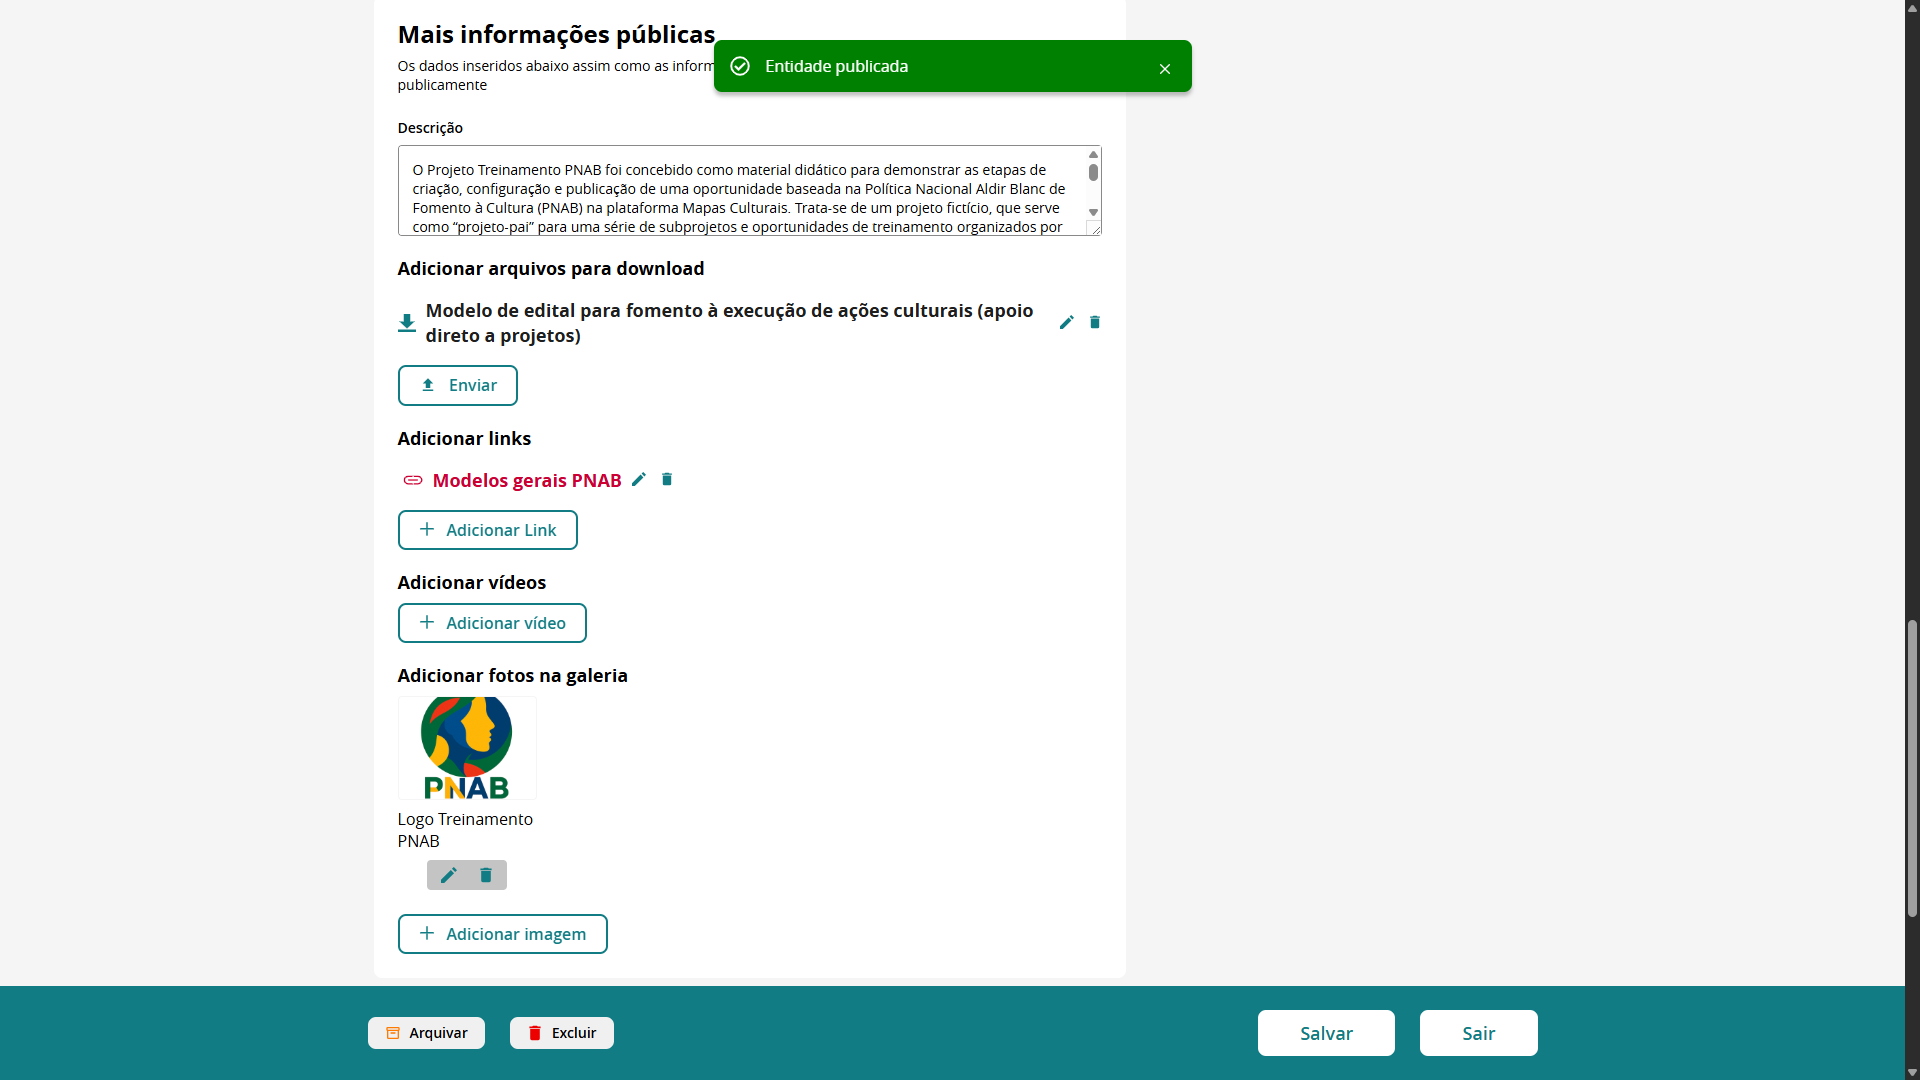 Mais informações públicas
Os dados inseridos abaixo assim como as inform
publicamente
Entidade publicada
Descrição
O Projeto Treinamento PNAB foi concebido como material didático para demonstrar as etapas de
criação, configuração e publicação de uma oportunidade baseada na Política Nacional Aldir Blanc de
Fomento à Cultura (PNAB) na plataforma Mapas Culturais. Trata-se de um projeto fictício, que serve
como “projeto-pai” para uma série de subprojetos e oportunidades de treinamento organizados por
Adicionar arquivos para download
Modelo de edital para fomento à execução de ações culturais (apoio
direto a projetos)
Enviar
Adicionar links
Modelos gerais PNAB
Adicionar Link
Adicionar vídeos
Adicionar vídeo
Adicionar fotos na galeria
PNAB
Logo Treinamento
PNAB
Adicionar imagem
Arquivar
Excluir
Salvar
Sair